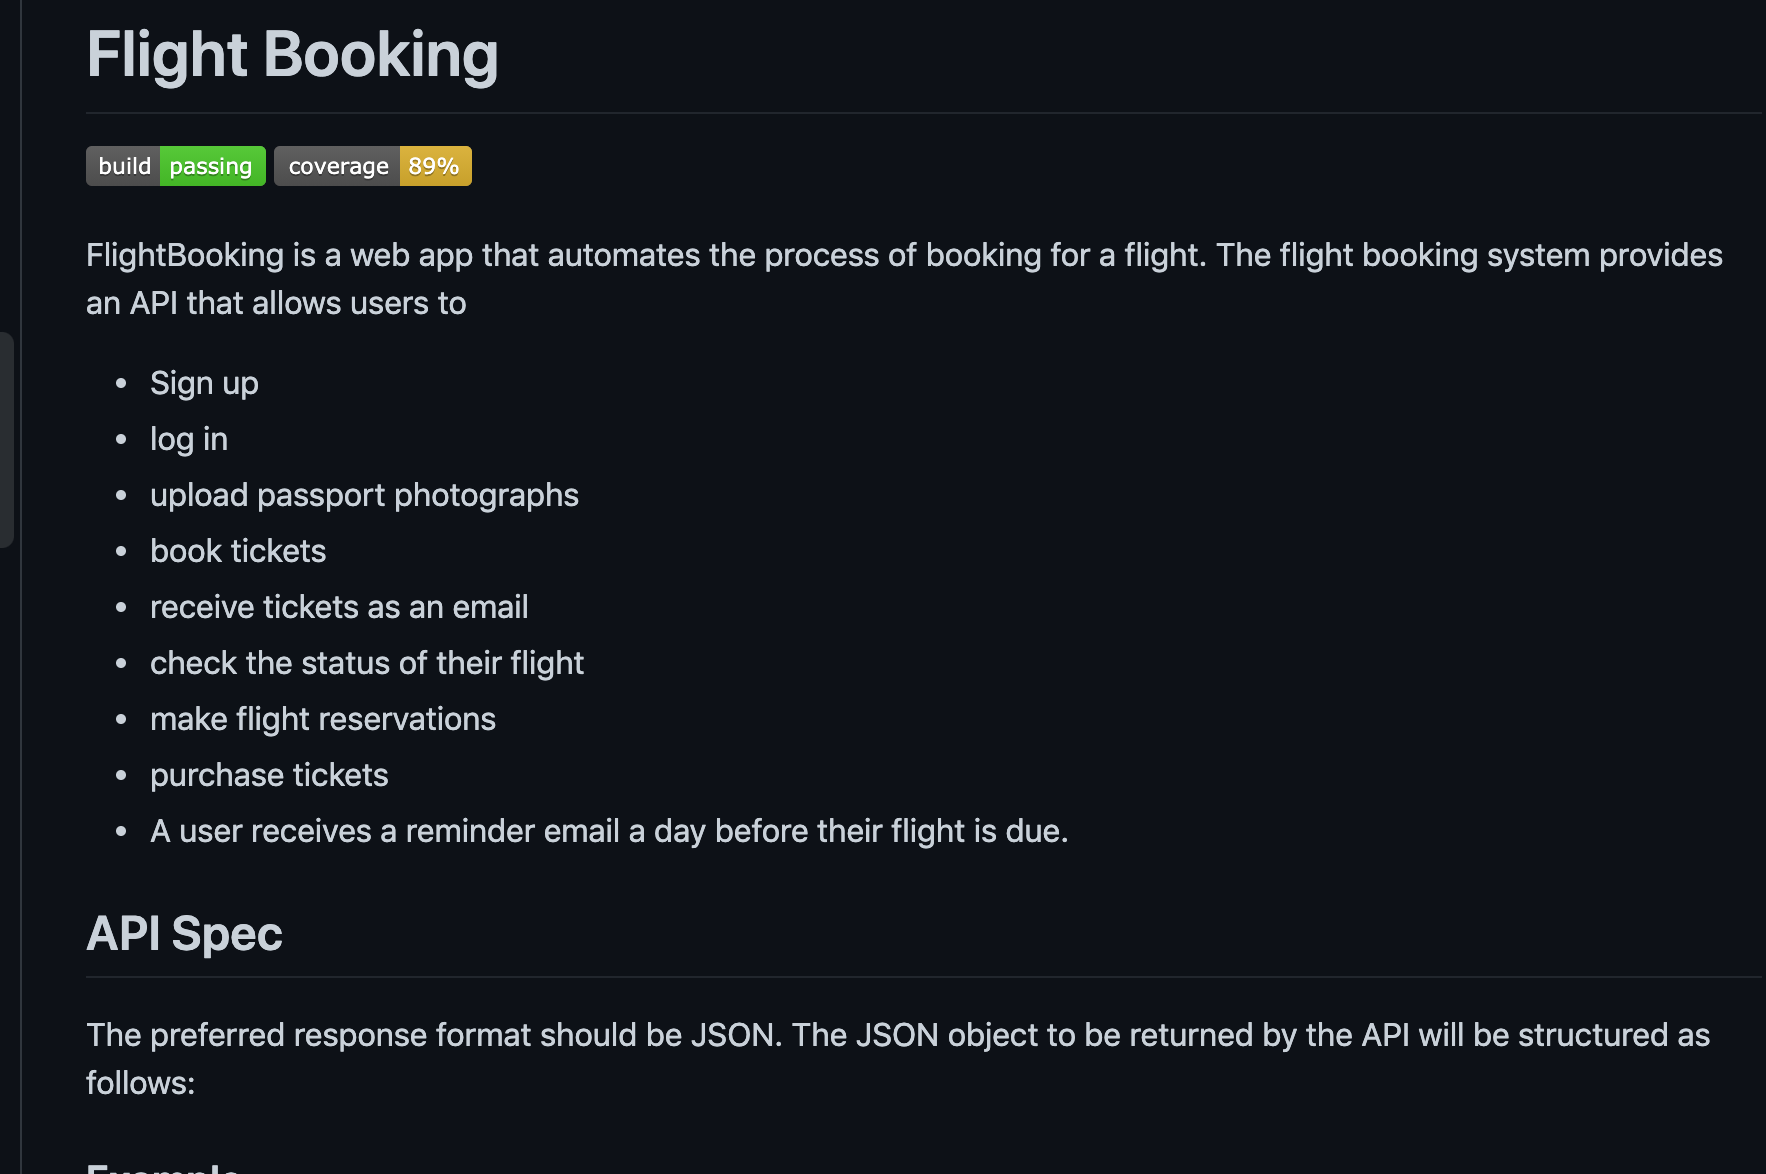 Flight Booking
build passing coverage 89%
FlightBooking is a web app that automates the process of booking for a flight. The flight booking system provides
an API that allows users to
• Sign up
• log in
• upload passport photographs
• book tickets
• receive tickets as an email
• check the status of their flight
• make flight reservations
• purchase tickets
• A user receives a reminder email a day before their flight is due.
API Spec
The preferred response format should be JSON. The JSON object to be returned by the API will be structured as
follows: